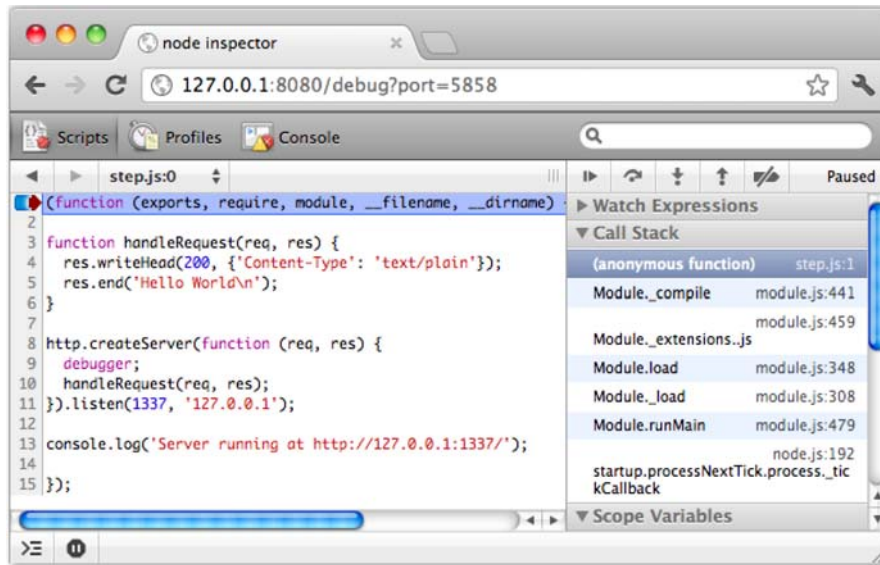 node inspector
127.0.0.1:8080/debug?port=5858
Scripts Profiles Console
step.js:0 Paused
(function (exports, require, module, __filename, __dirname)
2
3 function handleRequest(req, res) {
4 res.writeHead(200, {'Content-Type': 'text/plain'});
5 res.end('Hello World\n');
6 }
7
8 http.createServer(function (req, res) {
9 debugger;
10 handleRequest(req, res);
11 }).listen(1337, '127.0.0.1');
12
13 console.log('Server running at http://127.0.0.1:1337/');
14
15 });
Watch Expressions
Call Stack
(anonymous function) step.js:1
Module._compile module.js:441
module.js:459
Module._extensions..js
Module.load module.js:348
Module._load module.js:308
Module.runMain module.js:479
node.js:192
startup.processNextTick.process._tic
kCallback
Scope Variables